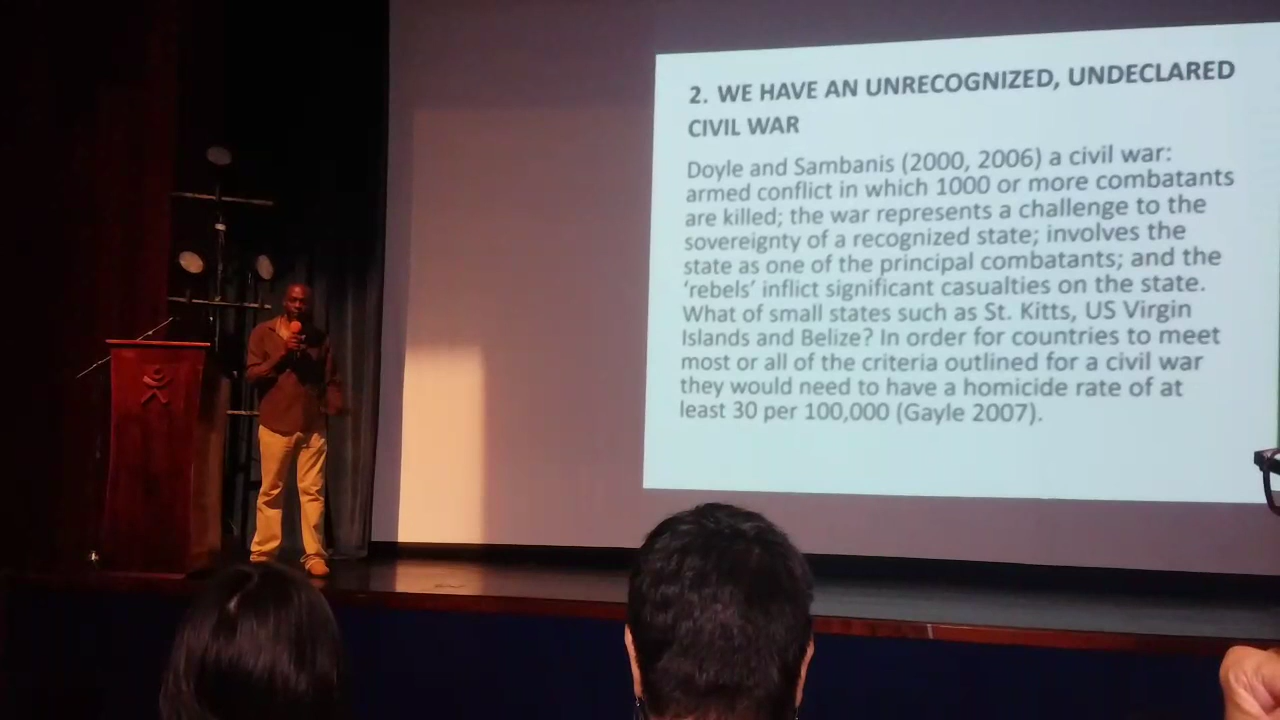 2. WE HAVE AN UNRECOGNIZED, UNDECLARED
CIVIL WAR
Doyle and Sambanis (2000, 2006) a civil war:
armed conflict in which 1000 or more combatants
are killed; the war represents a challenge to the
sovereignty of a recognized state; involves the
state as one of the principal combatants; and the
‘rebels’ inflict significant casualties on the state.
What of small states such as St. Kitts, US Virgin
Islands and Belize? In order for countries to meet
most or all of the criteria outlined for a civil war
they would need to have a homicide rate of at
least 30 per 100,000 (Gayle 2007).